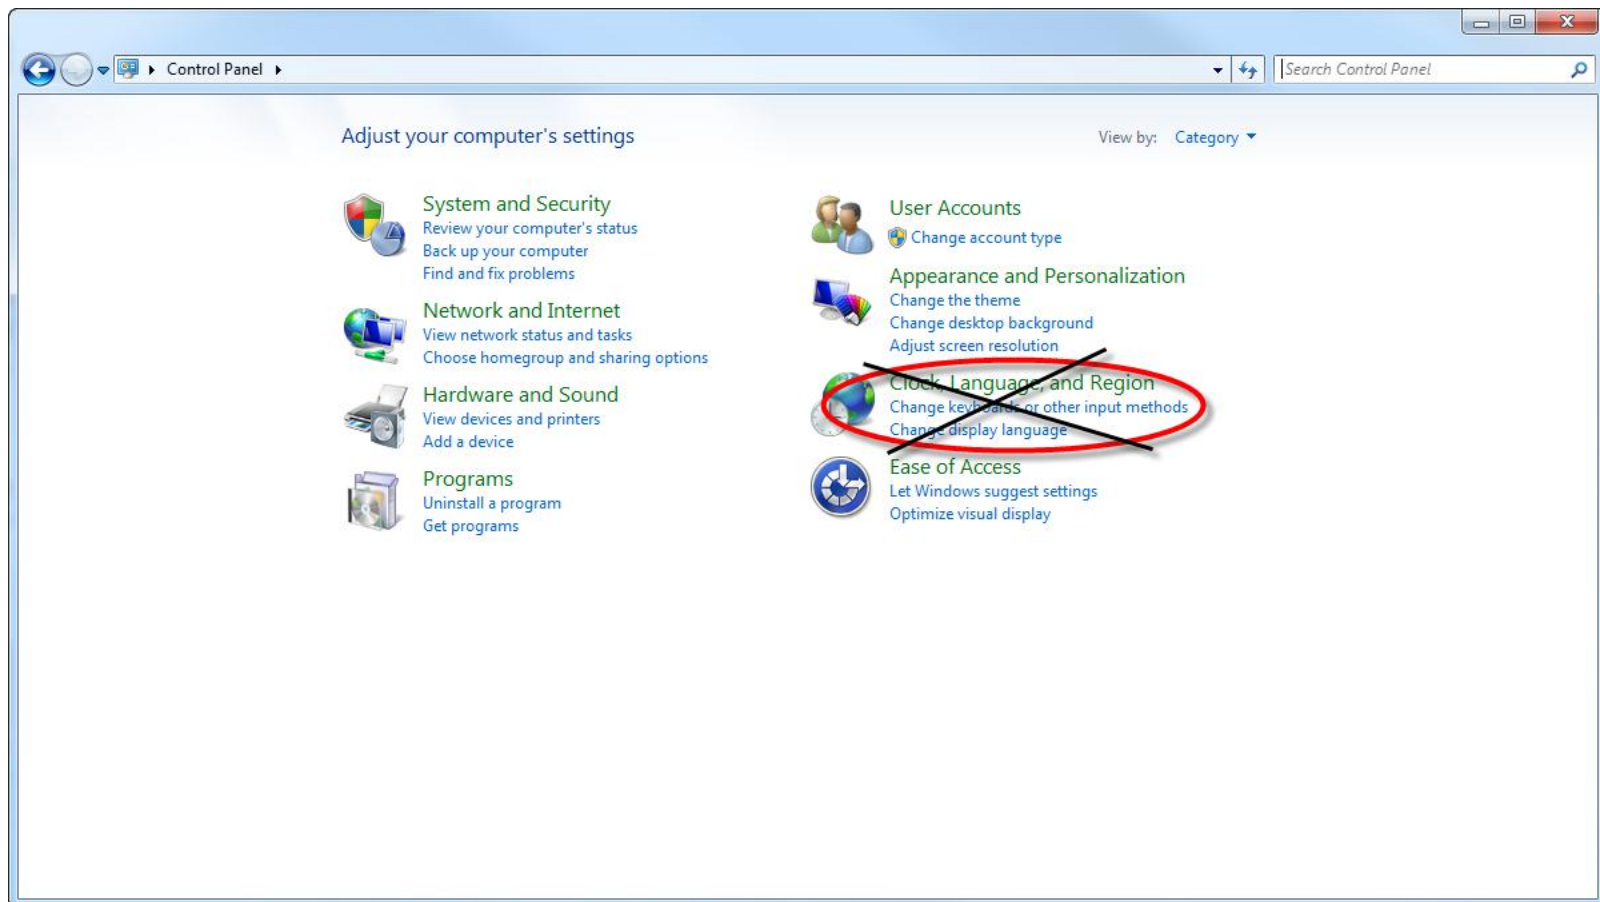 Control Panel
Search Control Panel
Adjust your computer's settings
View by: Category
System and Security
Review your computer's status
Back up your computer
Find and fix problems
Network and Internet
View network status and tasks
Choose homegroup and sharing options
Hardware and Sound
View devices and printers
Add a device
Programs
Uninstall a program
Get programs
User Accounts
Change account type
Appearance and Personalization
Change the theme
Change desktop background
Adjust screen resolution
Clock, Language, and Region
Change keyboards or other input methods
Change display language
Ease of Access
Let Windows suggest settings
Optimize visual display